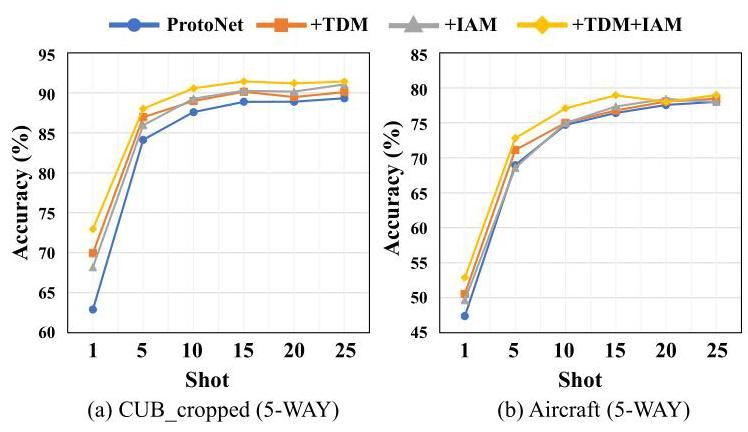 ProtoNet +TDM +IAM +TDM+IAM
95
90
85
80
75
70
65
60
Accuracy (%)
1 5 10 15 20 25
Shot
(a) CUB_cropped (5-WAY)
85
80
75
70
65
60
55
50
45
Accuracy (%)
1 5 10 15 20 25
Shot
(b) Aircraft (5-WAY)